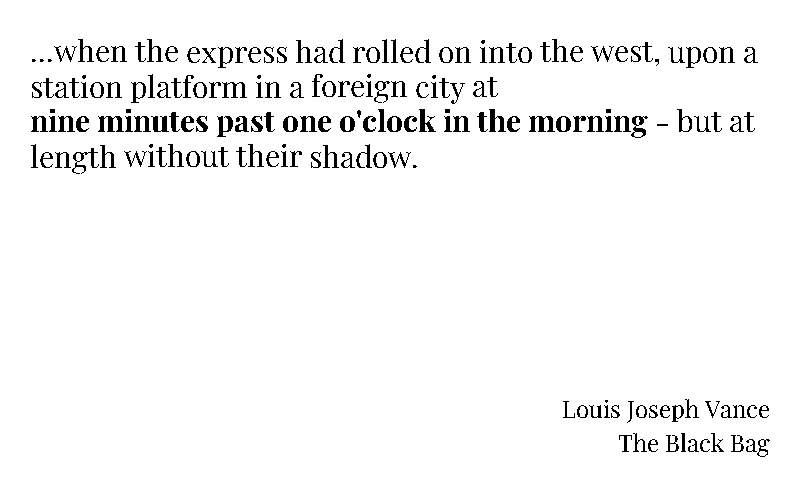 ...when the express had rolled on into the west, upon a
station platform in a foreign city at
nine minutes past one o'clock in the morning - but at
length without their shadow.
Louis Joseph Vance
The Black Bag